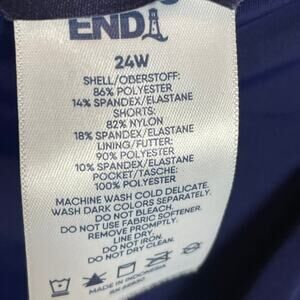 END
24W
SHELL/OBERSTOFF:
86% POLYESTER
14% SPANDEX/ELASTANE
SHORTS:
82% NYLON
18% SPANDEX/ELASTANE
LINING/FUTTER:
90% POLYESTER
10% SPANDEX/ELASTANE
POCKET/TASCHE:
100% POLYESTER
MACHINE WASH COLD DELICATE.
WASH DARK COLORS SEPARATELY.
DO NOT BLEACH.
DO NOT USE FABRIC SOFTENER.
REMOVE PROMPTLY.
LINE DRY.
DO NOT IRON.
DO NOT DRY CLEAN.
MADE IN INDONESIA